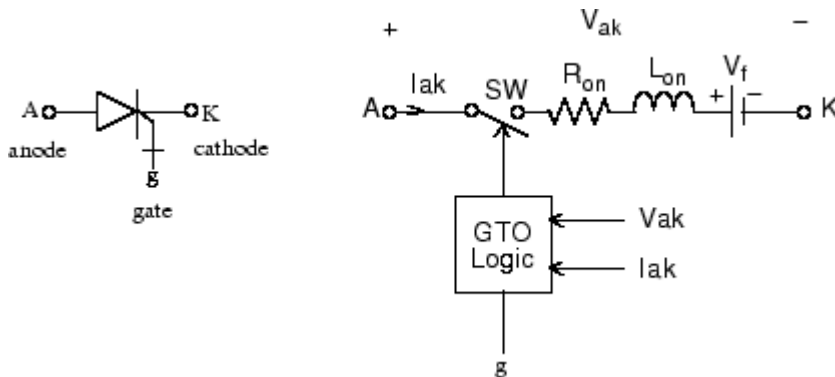 A
K
anode
cathode
g
gate
+
Vak
–
Iak
SW
Ron
Lon
Vf
+
–
A
K
GTO
Logic
Vak
Iak
g